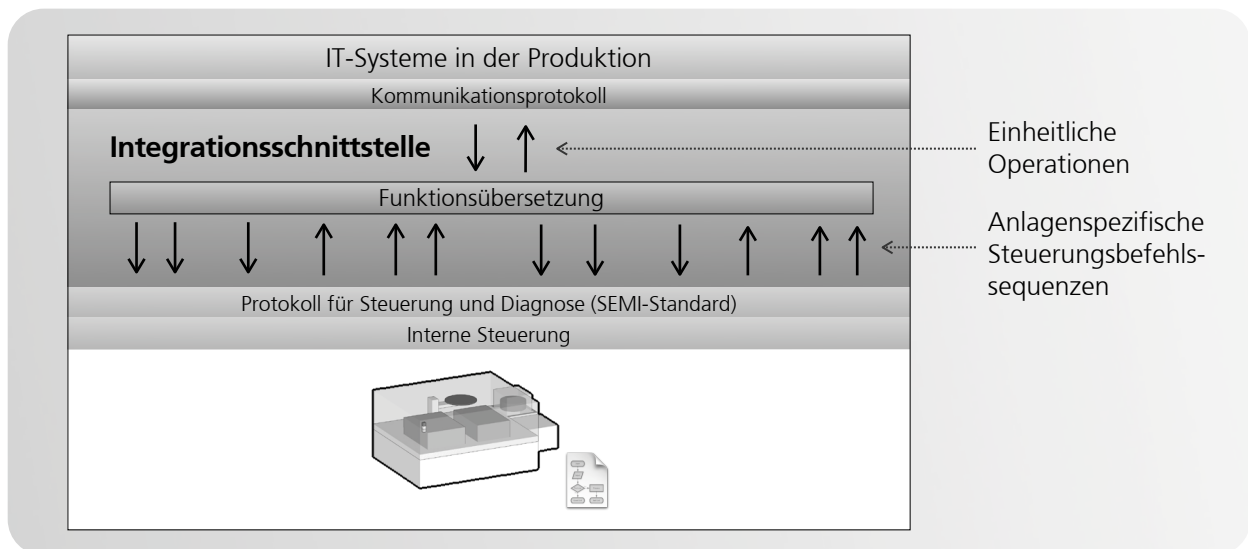 IT-Systeme in der Produktion
Kommunikationsprotokoll
Integrationsschnittstelle
Einheitliche
Operationen
Funktionsübersetzung
Anlagenspezifische
Steuerungsbefehls-
sequenzen
Protokoll für Steuerung und Diagnose (SEMI-Standard)
Interne Steuerung